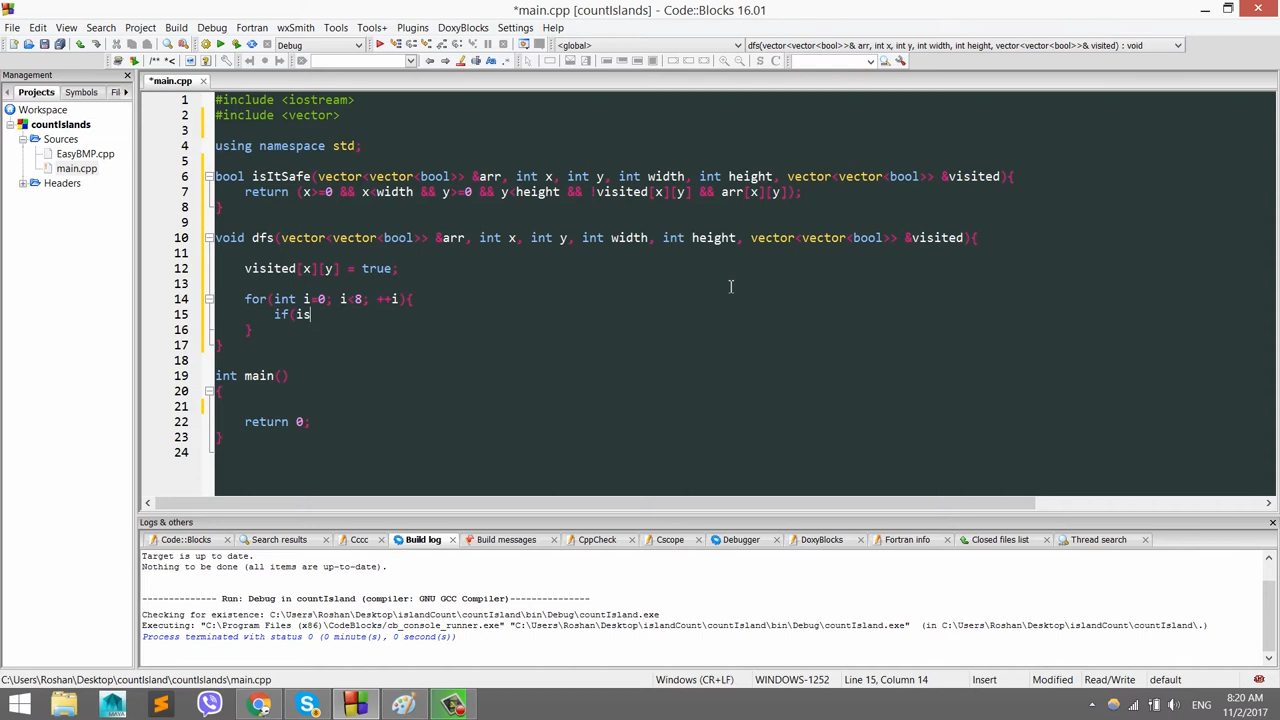 *main.cpp [countIslands] - Code::Blocks 16.01
File Edit View Search Project Build Debug Fortran wxSmith Tools Tools+ Plugins DoxyBlocks Settings Help
Debug <global> dfs(vector<vector<bool>>& arr, int x, int y, int width, int height, vector<vector<bool>>& visited) : void
/** *<
Management
*main.cpp
Projects Symbols Fil
Workspace
countIslands
Sources
EasyBMP.cpp
main.cpp
Headers
1 #include <iostream>
2 #include <vector>
3
4 using namespace std;
5
6 bool isItSafe(vector<vector<bool>> &arr, int x, int y, int width, int height, vector<vector<bool>> &visited){
7 return (x>=0 && x<width && y>=0 && y<height && !visited[x][y] && arr[x][y]);
8 }
9
10 void dfs(vector<vector<bool>> &arr, int x, int y, int width, int height, vector<vector<bool>> &visited){
11
12 visited[x][y] = true;
13
14 for(int i=0; i<8; ++i){
15 if(is
16 }
17 }
18
19 int main()
20 {
21
22 return 0;
23 }
24
Logs & others
Code::Blocks Search results Cccc Build log Build messages CppCheck Cscope Debugger DoxyBlocks Fortran info Closed files list Thread search
Target is up to date.
Nothing to be done (all items are up-to-date).
-------------- Run: Debug in countIsland (compiler: GNU GCC Compiler)---------------
Checking for existence: C:\Users\Roshan\Desktop\islandCount\countIsland\bin\Debug\countIsland.exe
Executing: "C:\Program Files (x86)\CodeBlocks/cb_console_runner.exe" "C:\Users\Roshan\Desktop\islandCount\countIsland\bin\Debug\countIsland.exe" (in C:\Users\Roshan\Desktop\islandCount\countIsland\.)
Process terminated with status 0 (0 minute(s), 0 second(s))
C:\Users\Roshan\Desktop\countIsland\countIslands\main.cpp Windows (CR+LF) WINDOWS-1252 Line 15, Column 14 Insert Modified Read/Write default
ENG 8:20 AM
11/2/2017